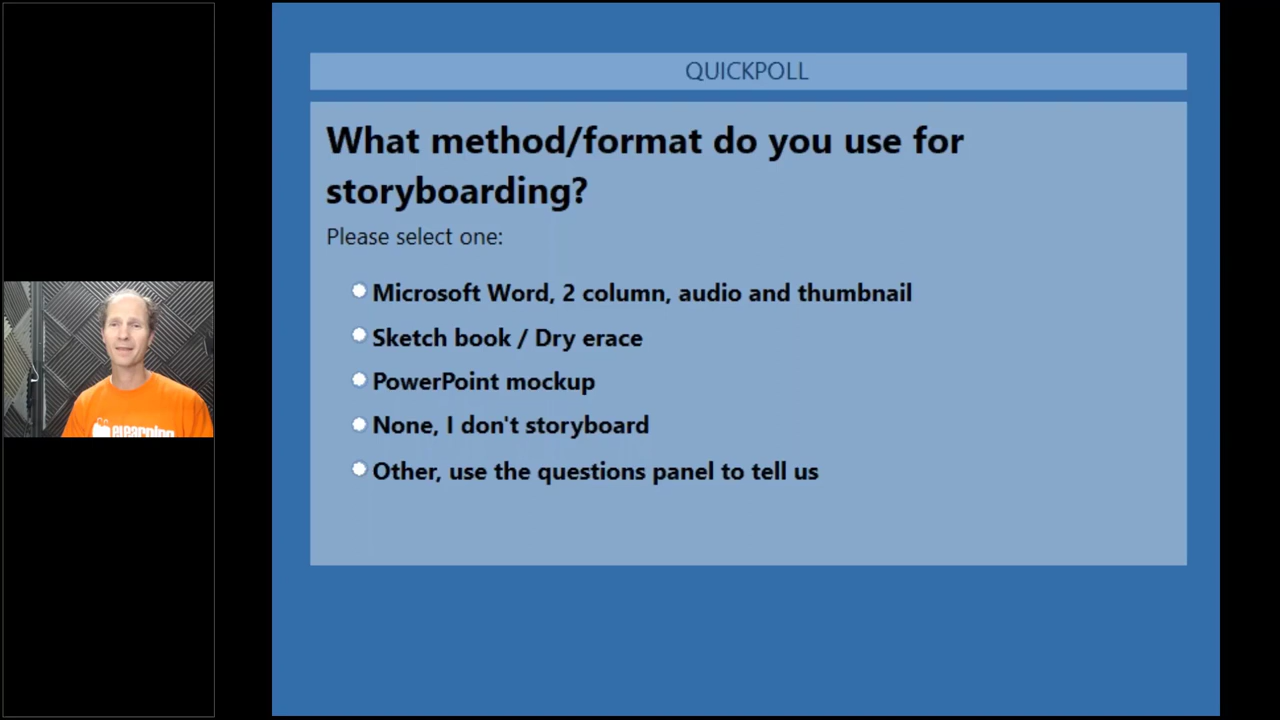 QUICKPOLL
What method/format do you use for
storyboarding?
Please select one:
Microsoft Word, 2 column, audio and thumbnail
Sketch book / Dry erace
PowerPoint mockup
None, I don't storyboard
Other, use the questions panel to tell us
eLearning